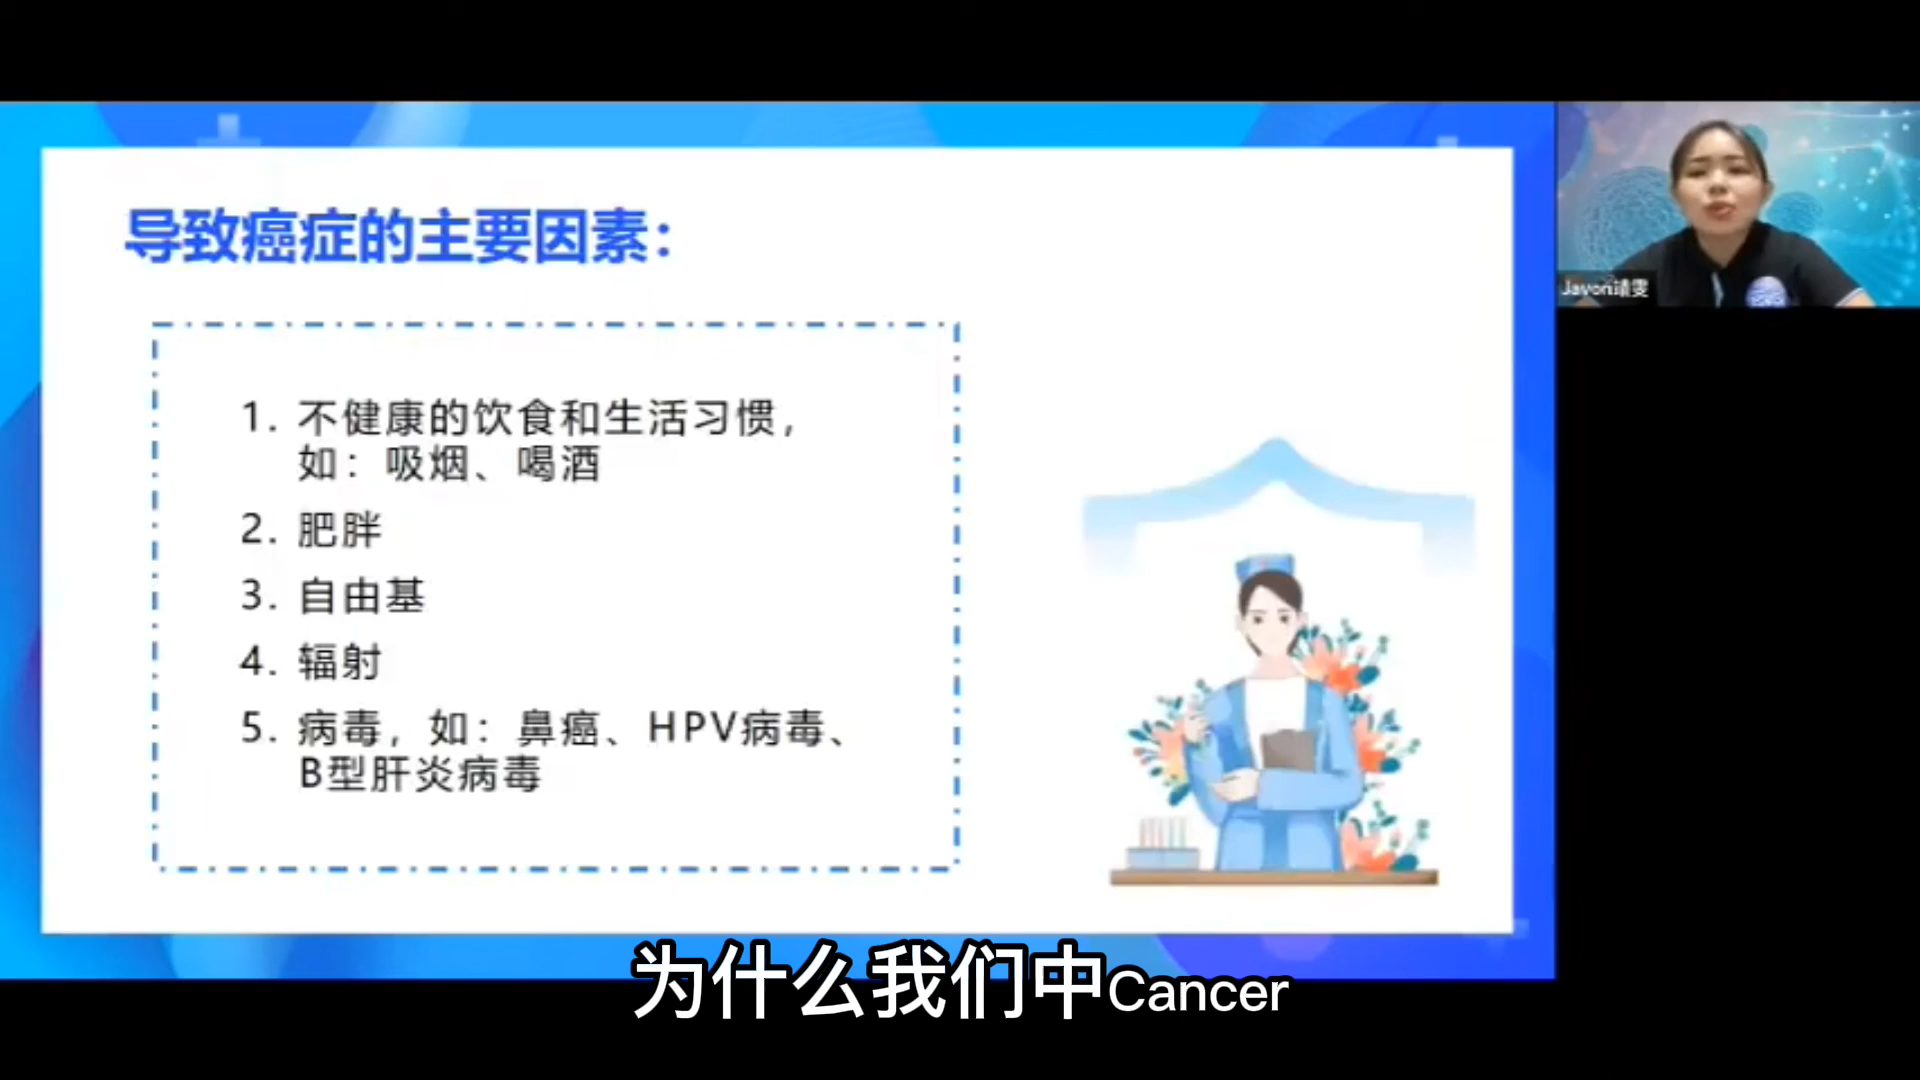 导致癌症的主要因素：
1. 不健康的饮食和生活习惯，
如：吸烟、喝酒
2. 肥胖
3. 自由基
4. 辐射
5. 病毒，如：鼻癌、HPV病毒、
B型肝炎病毒
Javon靖雯
为什么我们中Cancer